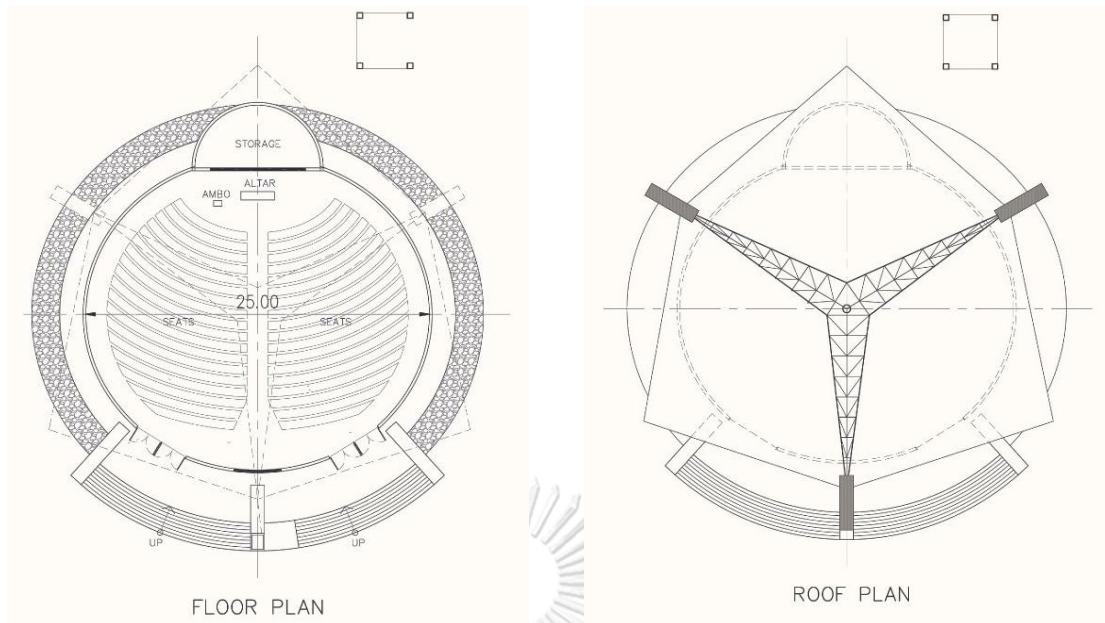 STORAGE
ALTAR
AMBO
25.00
SEATS
SEATS
UP
UP
FLOOR PLAN
ROOF PLAN